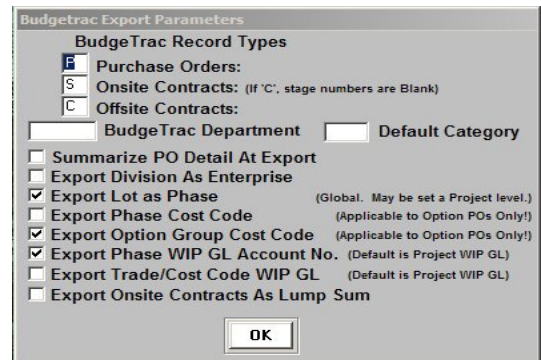 Budgetrac Export Parameters
BudgeTrac Record Types
P Purchase Orders:
S Onsite Contracts: (If 'C', stage numbers are Blank)
C Offsite Contracts:
BudgeTrac Department Default Category
Summarize PO Detail At Export
Export Division As Enterprise
Export Lot as Phase (Global. May be set a Project level.)
Export Phase Cost Code (Applicable to Option POs Only!)
Export Option Group Cost Code (Applicable to Option POs Only!)
Export Phase WIP GL Account No. (Default is Project WIP GL)
Export Trade/Cost Code WIP GL (Default is Project WIP GL)
Export Onsite Contracts As Lump Sum
OK